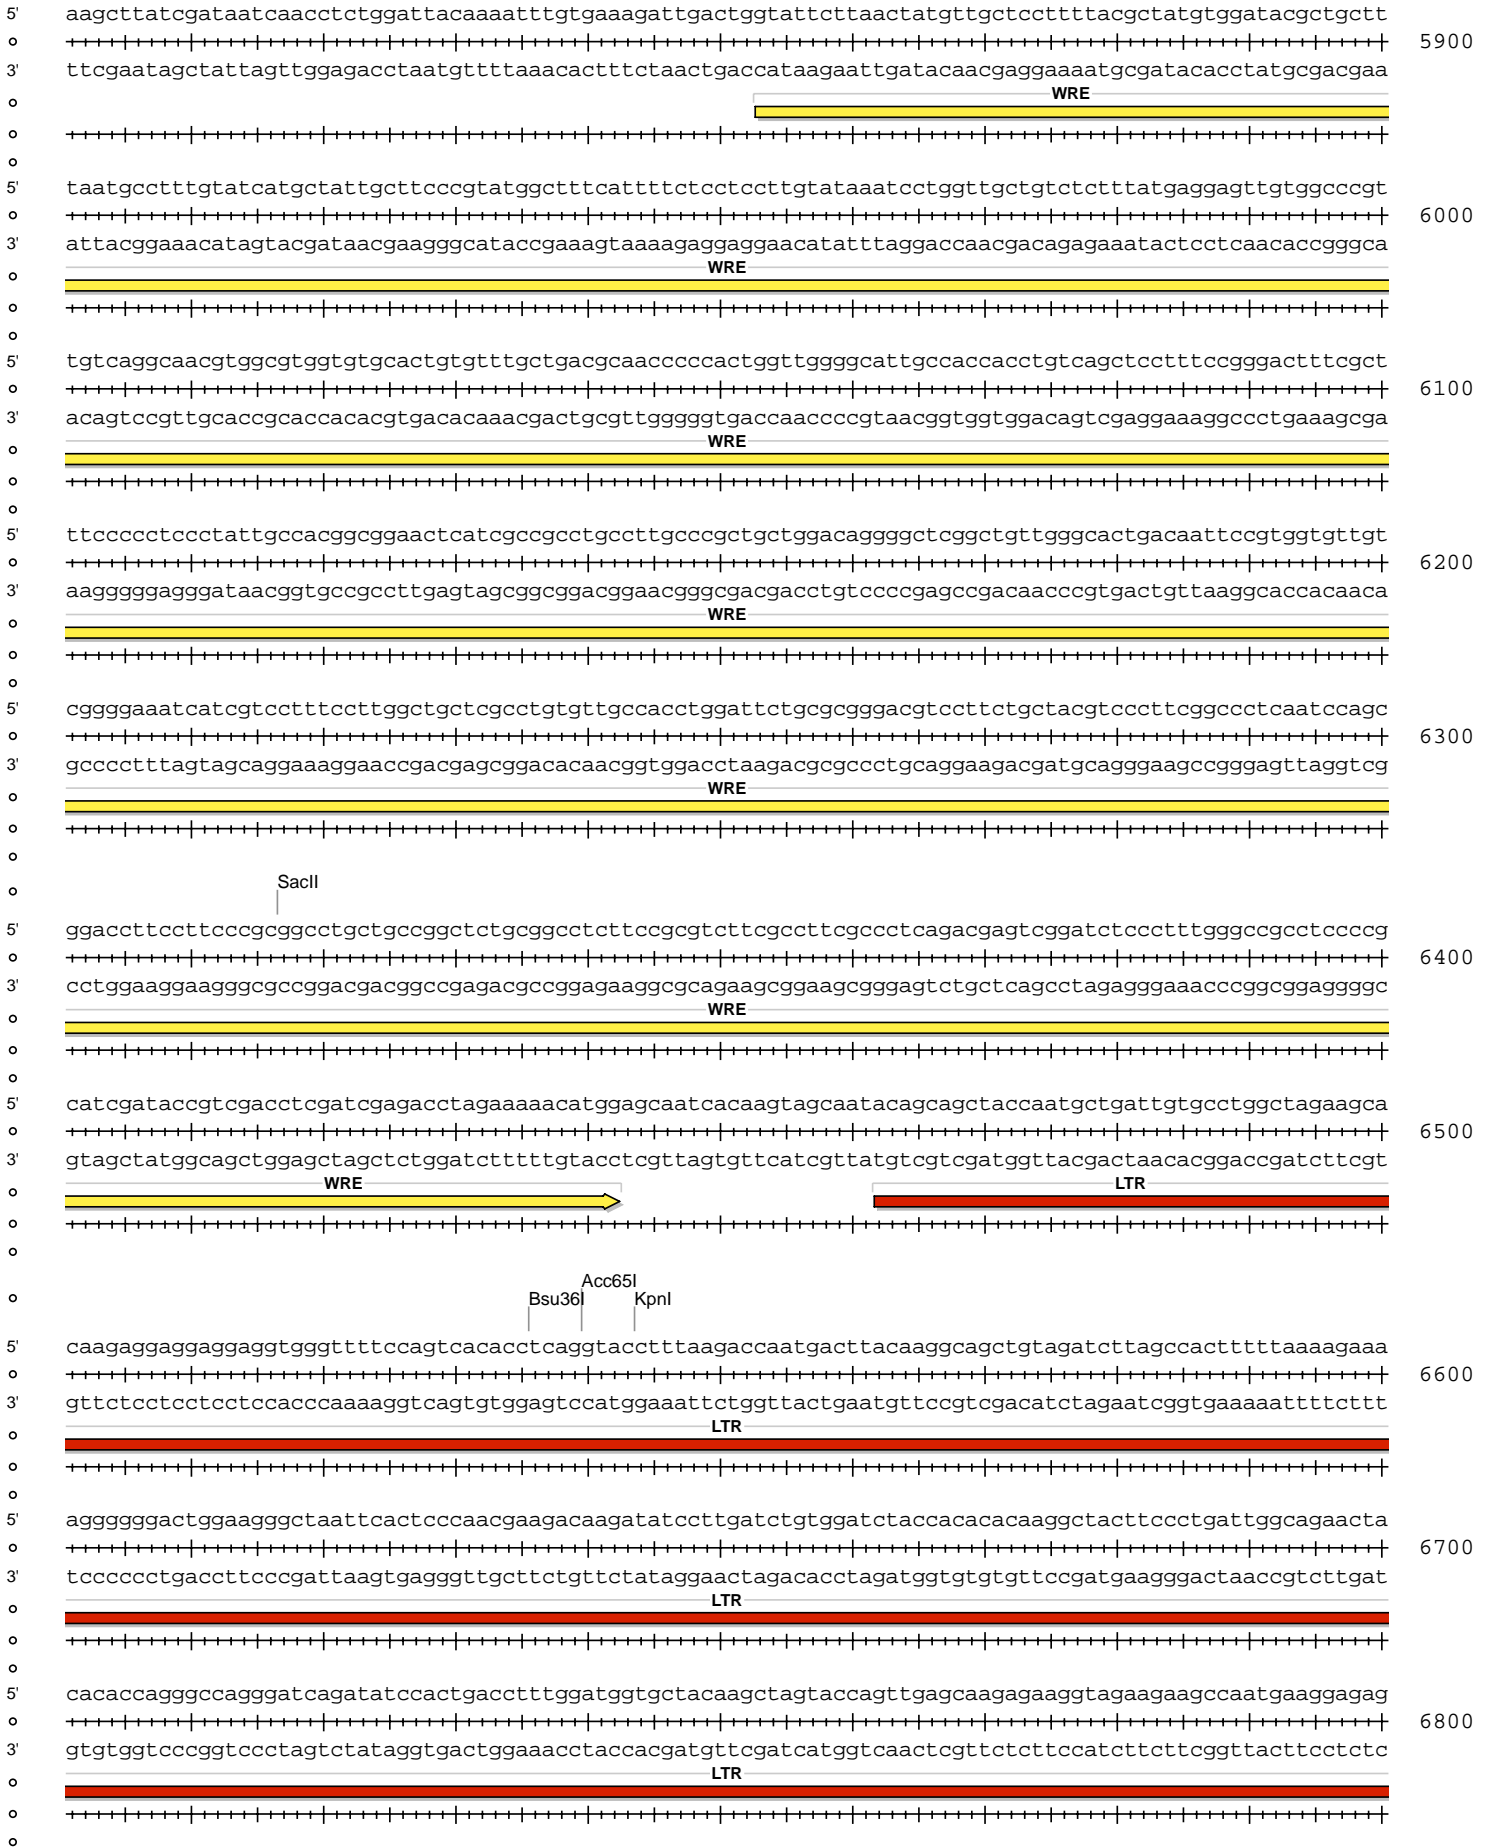 5' aagcttatcgataatcaacctctggattacaaaatttgtgaaagattgactggtattcttaactatgttgctccttttacgctatgtggatacgctgctt
5900
3' ttcgaatagctattagttggagacctaatgttttaaacactttctaactgaccataagaattgatacaacgaggaaaatgcgatacacctatgcgacgaa
WRE
5' taatgcctttgtatcatgctattgcttcccgtatggctttcattttctcctccttgtataaatcctggttgctgtctctttatgaggagttgtggcccgt
6000
3' attacggaaacatagtacgataacgaagggcataccgaaagtaaaagaggaggaacatatttaggaccaacgacagagaaatactcctcaacaccgggca
WRE
5' tgtcaggcaacgtggcgtggtgtgcactgtgtttgctgacgcaacccccactggttggggcattgccaccacctgtcagctcctttccgggactttcgct
6100
3' acagtccgttgcaccgcaccacacgtgacacaaacgactgcgttgggggtgaccaaccccgtaacggtggtggacagtcgaggaaaggccctgaaagcga
WRE
5' ttccccctccctattgccacggcggaactcatcgccgcctgccttgcccgctgctggacaggggctcggctgttgggcactgacaattccgtggtgttgt
6200
3' aagggggagggataacggtgccgccttgagtagcggcggacggaacgggcgacgacctgtccccgagccgacaacccgtgactgttaaggcaccacaaca
WRE
5' cggggaaatcatcgtcctttccttggctgctcgcctgtgttgccacctggattctgcgcgggacgtccttctgctacgtcccttcggccctcaatccagc
6300
3' gcccctttagtagcaggaaaggaaccgacgagcggacacaacggtggacctaagacgcgccctgcaggaagacgatgcagggaagccgggagttaggtcg
WRE
SacII
5' ggaccttccttcccgcggcctgctgccggctctgcggcctcttccgcgtcttcgccttcgccctcagacgagtcggatctccctttgggccgcctccccg
6400
3' cctggaaggaagggcgccggacgacggccgagacgccggagaaggcgcagaagcggaagcgggagtctgctcagcctagagggaaacccggcggaggggc
WRE
5' catcgataccgtcgacctcgatcgagacctagaaaaacatggagcaatcacaagtagcaatacagcagctaccaatgctgattgtgcctggctagaagca
6500
3' gtagctatggcagctggagctagctctggatctttttgtacctcgttagtgttcatcgttatgtcgtcgatggttacgactaacacggaccgatcttcgt
WRE LTR
Acc65I
Bsu36I KpnI
5' caagaggaggaggaggtgggttttccagtcacacctcaggtacctttaagaccaatgacttacaaggcagctgtagatcttagccactttttaaaagaaa
6600
3' gttctcctcctcctccacccaaaaggtcagtgtggagtccatggaaattctggttactgaatgttccgtcgacatctagaatcggtgaaaaattttcttt
LTR
5' aggggggactggaagggctaattcactcccaacgaagacaagatatccttgatctgtggatctaccacacacaaggctacttccctgattggcagaacta
6700
3' tcccccctgaccttcccgattaagtgagggttgcttctgttctataggaactagacacctagatggtgtgtgttccgatgaagggactaaccgtcttgat
LTR
5' cacaccagggccagggatcagatatccactgacctttggatggtgctacaagctagtaccagttgagcaagagaaggtagaagaagccaatgaaggagag
6800
3' gtgtggtcccggtccctagtctataggtgactggaaacctaccacgatgttcgatcatggtcaactcgttctcttccatcttcttcggttacttcctctc
LTR